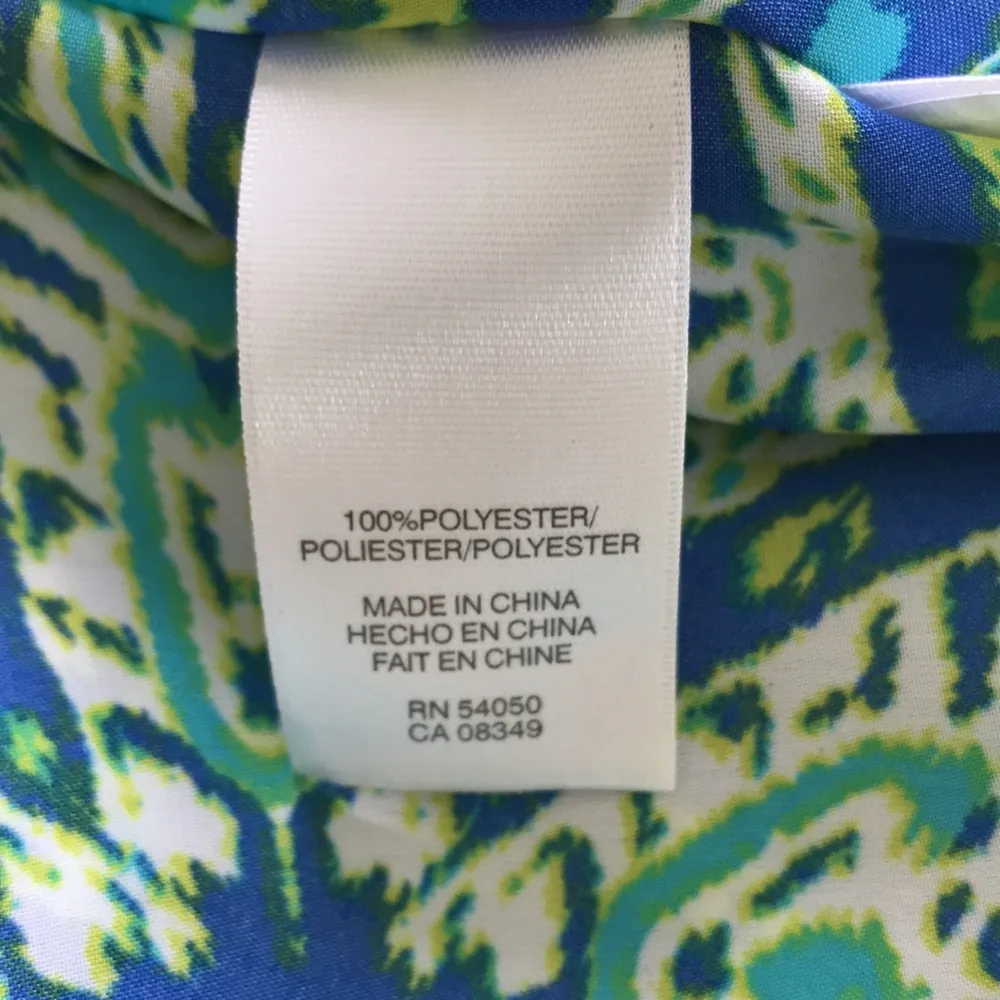 100%POLYESTER/
POLIESTER/POLYESTER
MADE IN CHINA
HECHO EN CHINA
FAIT EN CHINE
RN 54050
CA 08349